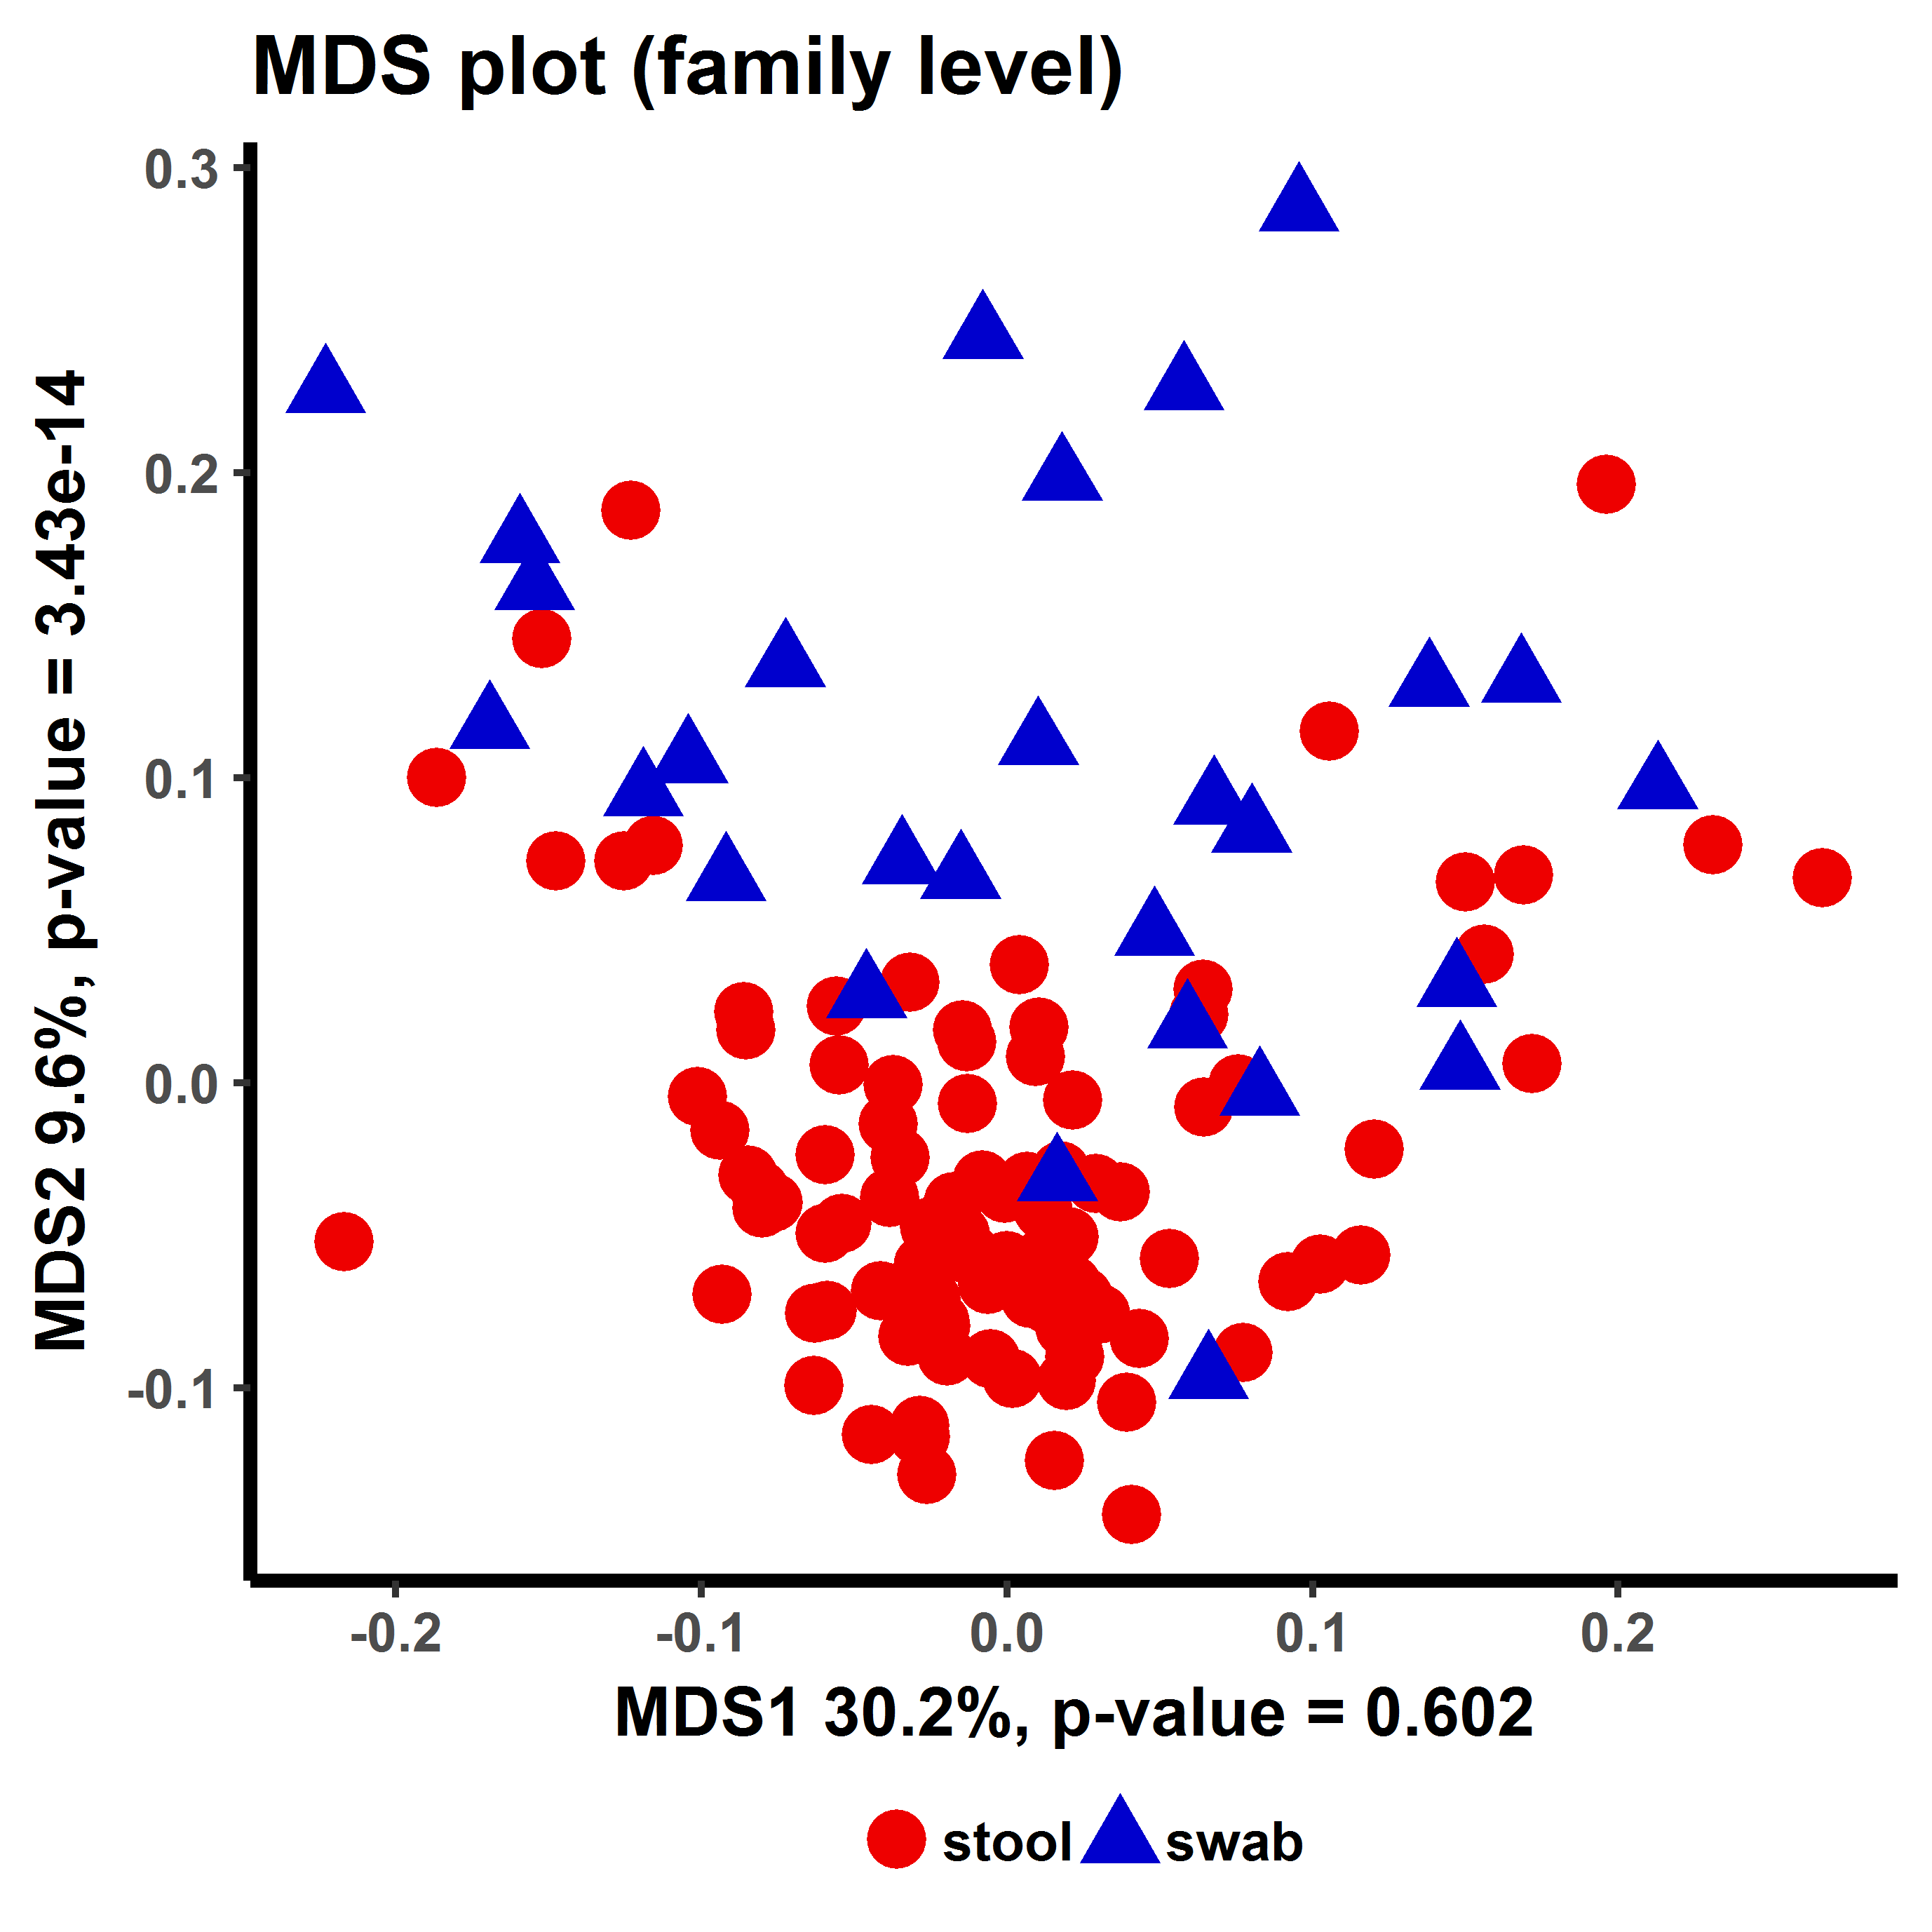 MDS plot (family level)
MDS2 9.6%, p-value = 3.43e-14
0.3
0.2
0.1
0.0
-0.1
-0.2 -0.1 0.0 0.1 0.2
MDS1 30.2%, p-value = 0.602
stool swab